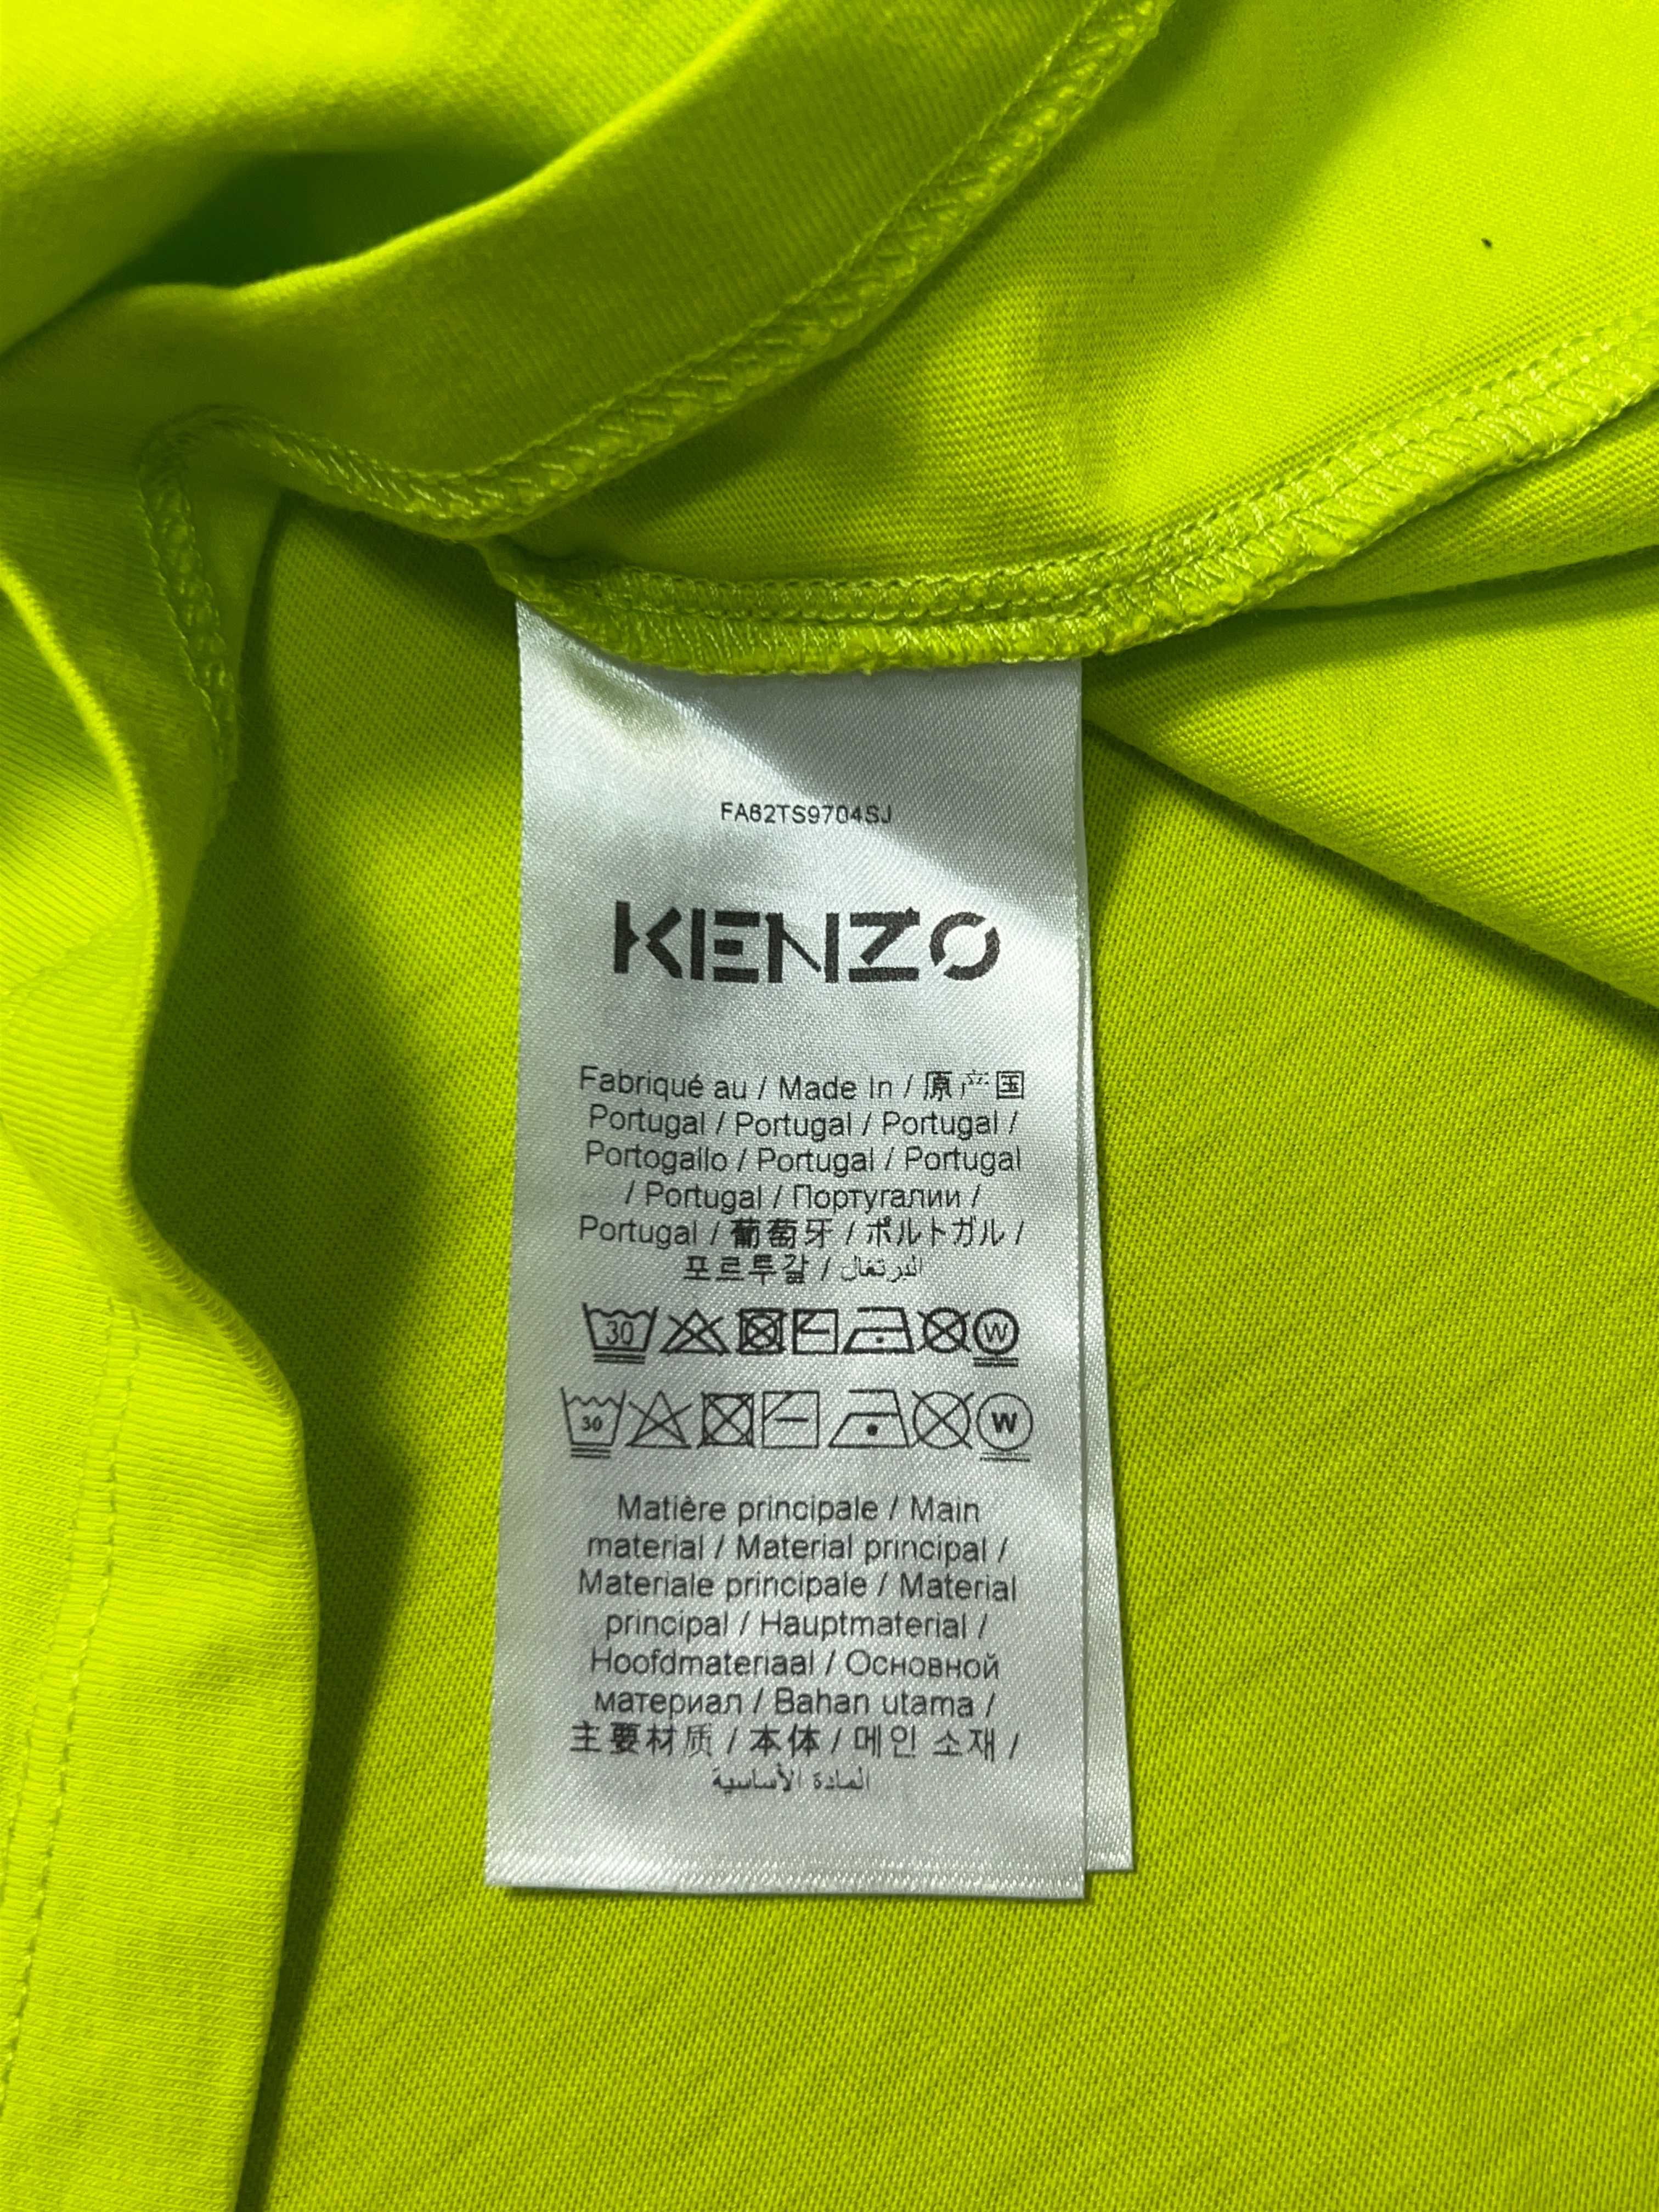 FA62TS9704SJ
KENZO
Fabriqué au / Made In / 原产国
Portugal / Portugal / Portugal /
Portogallo / Portugal / Portugal
/ Portugal / Португалии /
Portugal / 葡萄牙 / ポルトガル /
포르투갈 / البرتغال
30 W
30 W
Matière principale / Main
material / Material principal /
Materiale principale / Material
principal / Hauptmaterial /
Hoofdmateriaal / Основной
материал / Bahan utama /
主要材质 / 本体 / 메인 소재 /
المادة الأساسية